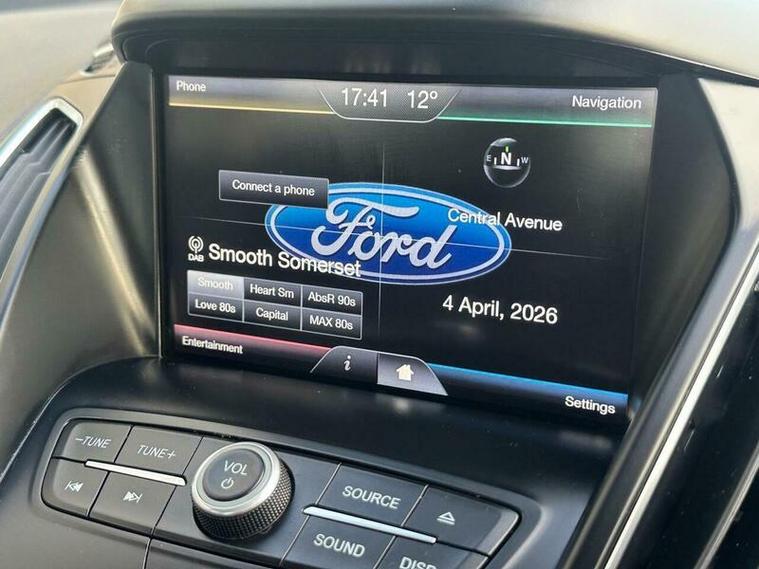 Phone
17:41 12°
Navigation
E N W
Connect a phone
Central Avenue
Ford
DAB
Smooth Somerset
Smooth
Heart Sm
AbsR 90s
Love 80s
Capital
MAX 80s
4 April, 2026
Entertainment
i
Settings
-TUNE
TUNE+
VOL
SOURCE
SOUND
DISP